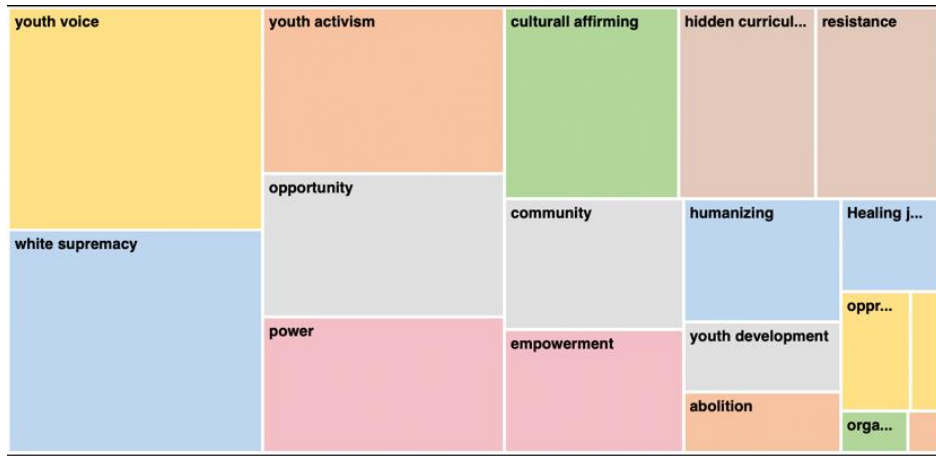 youth voice
youth activism
culturall affirming
hidden curricul...
resistance
opportunity
white supremacy
community
humanizing
Healing j...
oppr...
power
empowerment
youth development
abolition
orga...